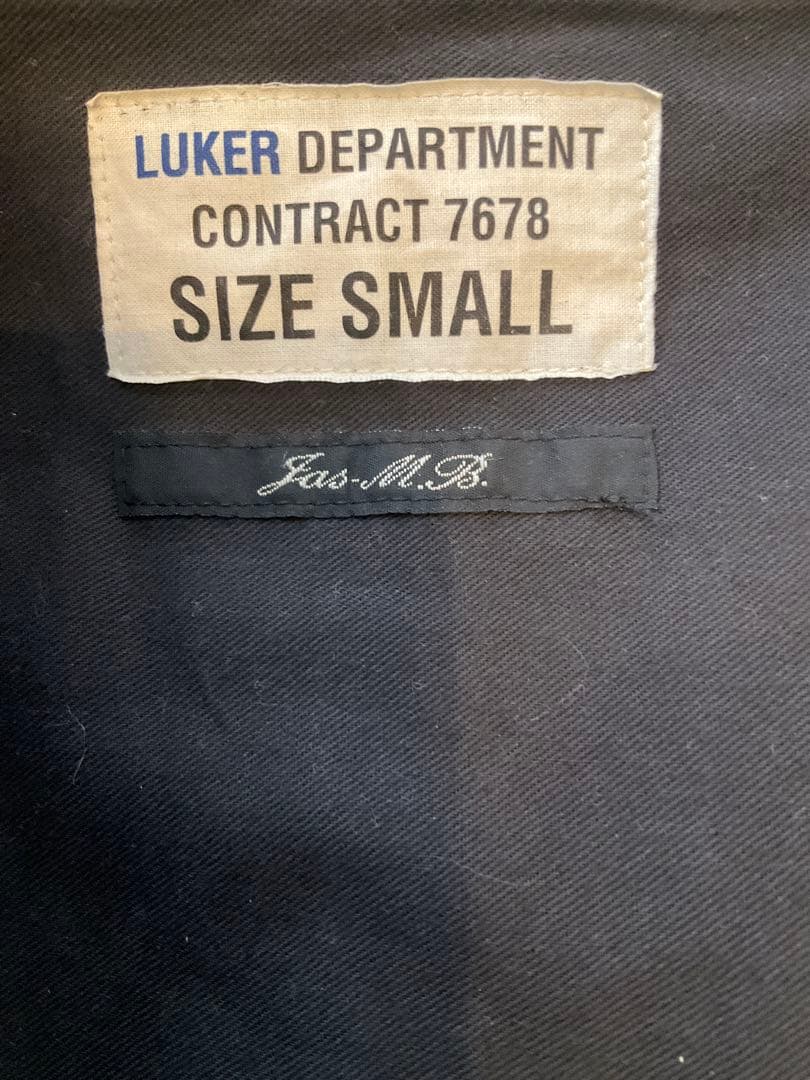 LUKER DEPARTMENT
CONTRACT 7678
SIZE SMALL
Jas-M.B.